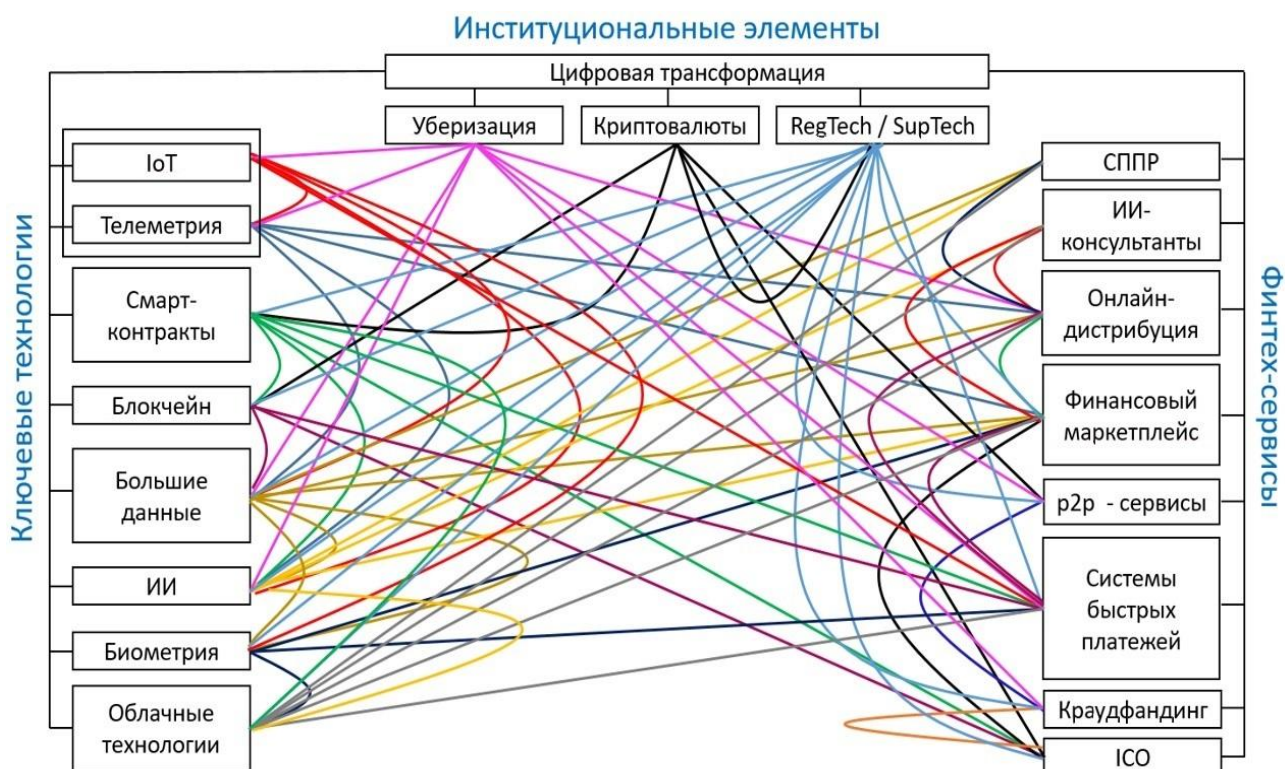 Институциональные элементы
Цифровая трансформация
Уберизация
Криптовалюты
RegTech / SupTech
Ключевые технологии
IoT
Телеметрия
Смарт-
контракты
Блокчейн
Большие
данные
ИИ
Биометрия
Облачные
технологии
Финтех-сервисы
СППР
ИИ-
консультанты
Онлайн-
дистрибуция
Финансовый
маркетплейс
p2p - сервисы
Системы
быстрых
платежей
Краудфандинг
ICO